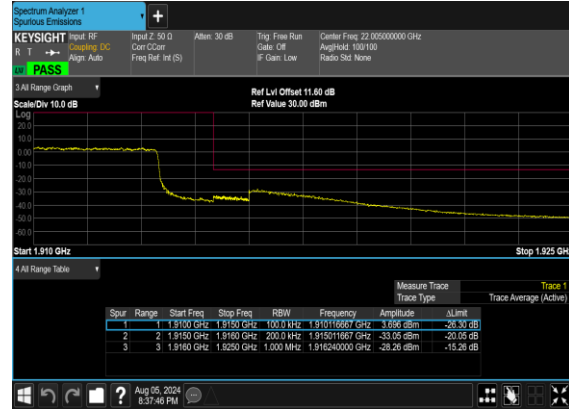 Spectrum Analyzer 1
Spurious Emissions
+
KEYSIGHT Input: RF Input Z: 50 Ω Atten: 30 dB Trig: Free Run Center Freq: 22.005000000 GHz
R T Coupling: DC Corr CCorr Gate: Off Avg|Hold: 100/100
Align: Auto Freq Ref: Int (S) IF Gain: Low Radio Std: None
PASS
3 All Range Graph
Ref Lvl Offset 11.60 dB
Scale/Div 10.0 dB Ref Value 30.00 dBm
Log
20.0
10.0
0.00
-10.0
-20.0
-30.0
-40.0
-50.0
-60.0
Start 1.910 GHz Stop 1.925 GH
4 All Range Table
Measure Trace Trace 1
Trace Type Trace Average (Active)
Spur Range Start Freq Stop Freq RBW Frequency Amplitude ΔLimit
1 1 1.9100 GHz 1.9150 GHz 100.0 kHz 1.910116667 GHz 3.696 dBm -26.30 dB
2 2 1.9150 GHz 1.9160 GHz 200.0 kHz 1.915011667 GHz -33.05 dBm -20.05 dB
3 3 1.9160 GHz 1.9250 GHz 1.000 MHz 1.916240000 GHz -28.26 dBm -15.26 dB
? Aug 05, 2024
8:37:46 PM